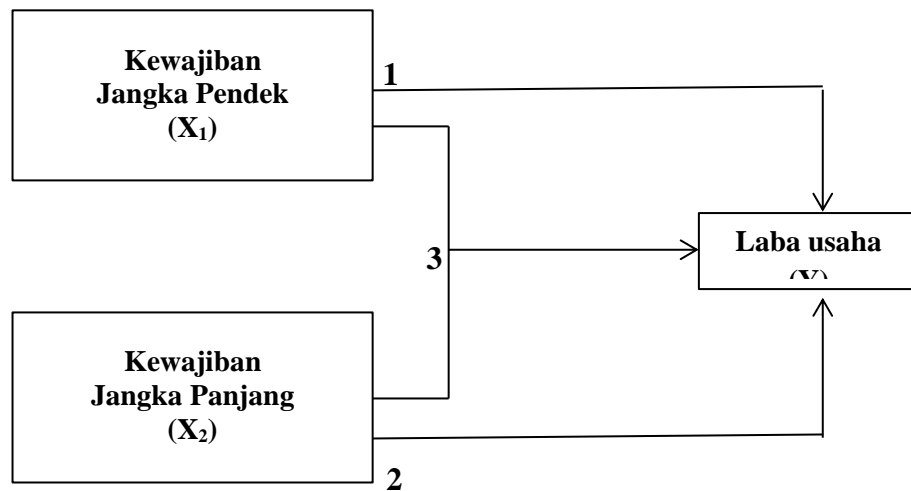 Kewajiban
Jangka Pendek
(X₁)
1
3
Laba usaha
Kewajiban
Jangka Panjang
(X₂)
2